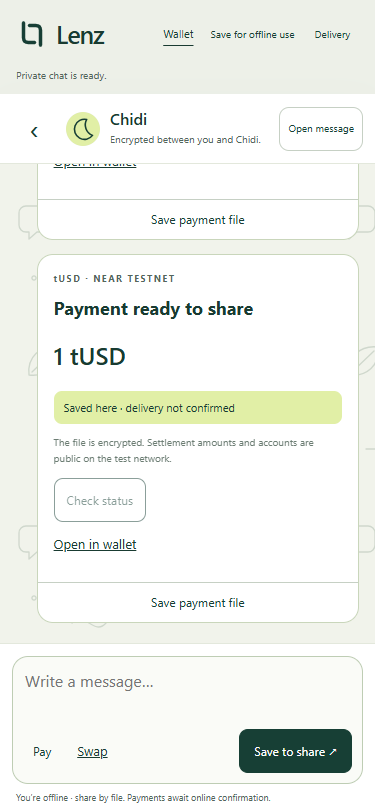 Lenz
Wallet Save for offline use Delivery
Private chat is ready.
‹ Chidi
Encrypted between you and Chidi.
Open message
Open in wallet
Save payment file
tUSD · NEAR TESTNET
Payment ready to share
1 tUSD
Saved here · delivery not confirmed
The file is encrypted. Settlement amounts and accounts are
public on the test network.
Check status
Open in wallet
Save payment file
Write a message...
Pay Swap Save to share ↗
You're offline · share by file. Payments await online confirmation.